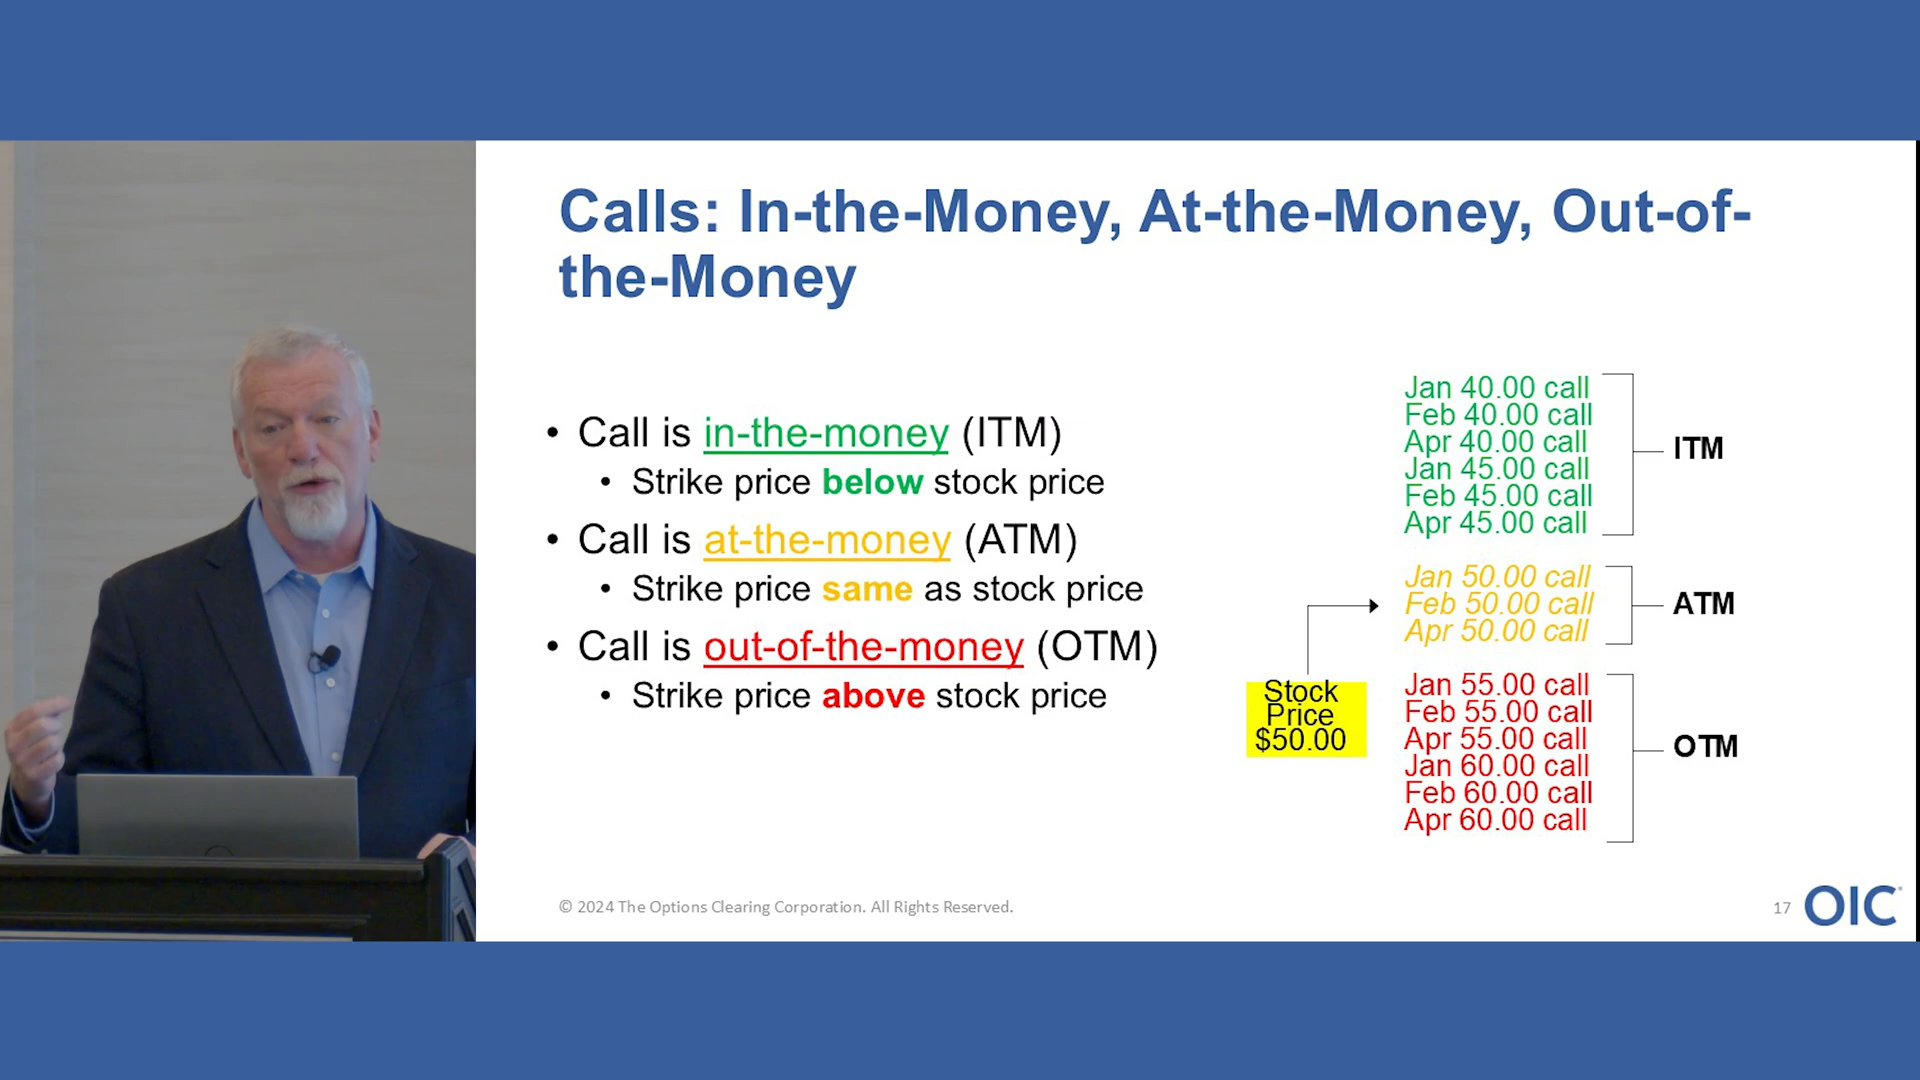 Calls: In-the-Money, At-the-Money, Out-of-
the-Money
• Call is in-the-money (ITM)
• Strike price below stock price
• Call is at-the-money (ATM)
• Strike price same as stock price
• Call is out-of-the-money (OTM)
• Strike price above stock price
Stock
Price
$50.00
Jan 40.00 call
Feb 40.00 call
Apr 40.00 call
Jan 45.00 call
Feb 45.00 call
Apr 45.00 call
ITM
Jan 50.00 call
Feb 50.00 call
Apr 50.00 call
ATM
Jan 55.00 call
Feb 55.00 call
Apr 55.00 call
Jan 60.00 call
Feb 60.00 call
Apr 60.00 call
OTM
© 2024 The Options Clearing Corporation. All Rights Reserved.
17
OIC